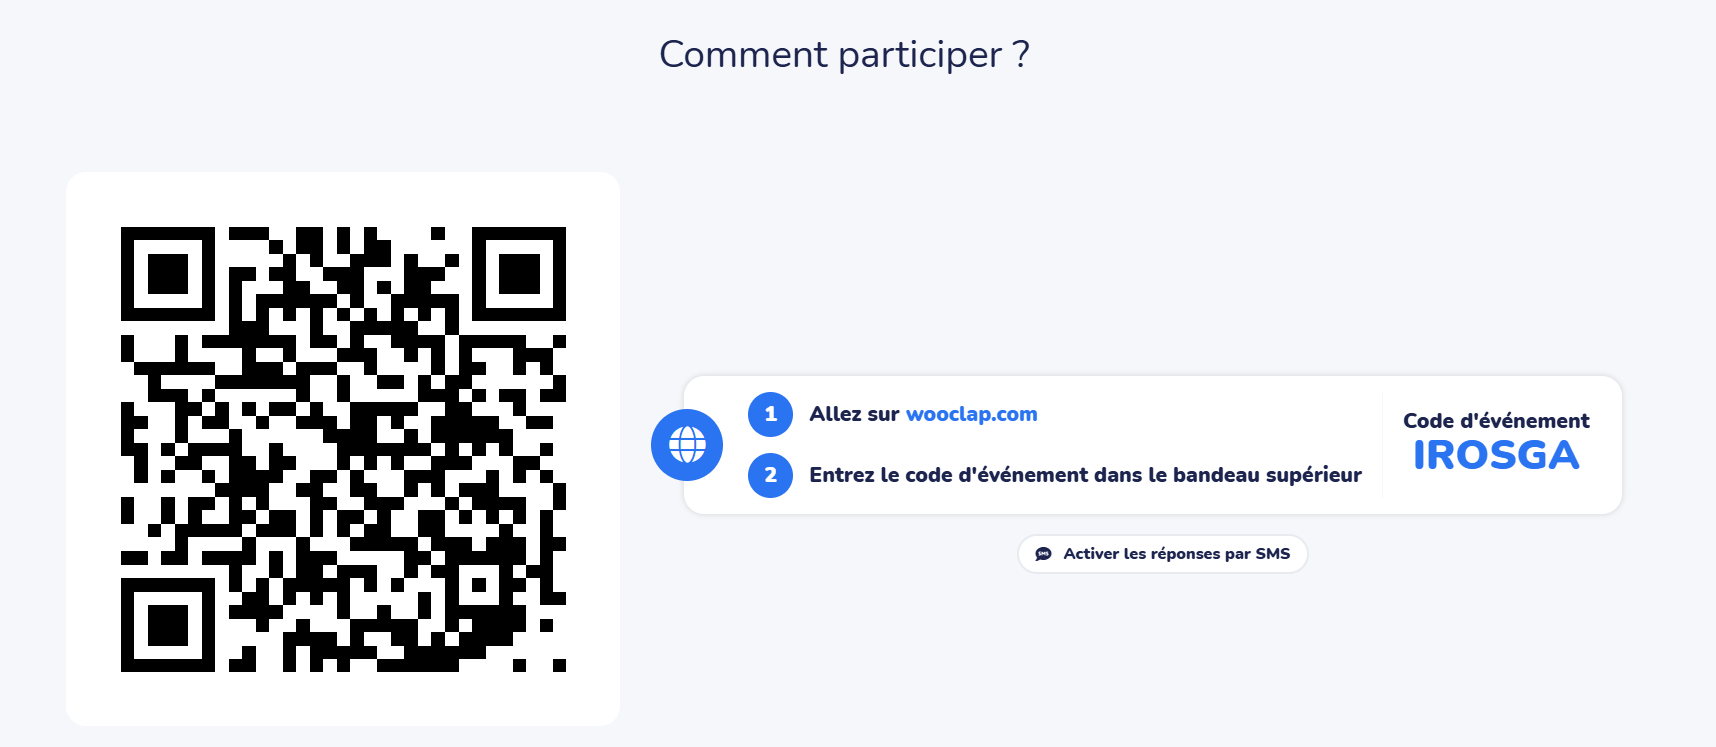 Comment participer ?
1 Allez sur wooclap.com
2 Entrez le code d'événement dans le bandeau supérieur
Code d'événement
IROSGA
SMS Activer les réponses par SMS